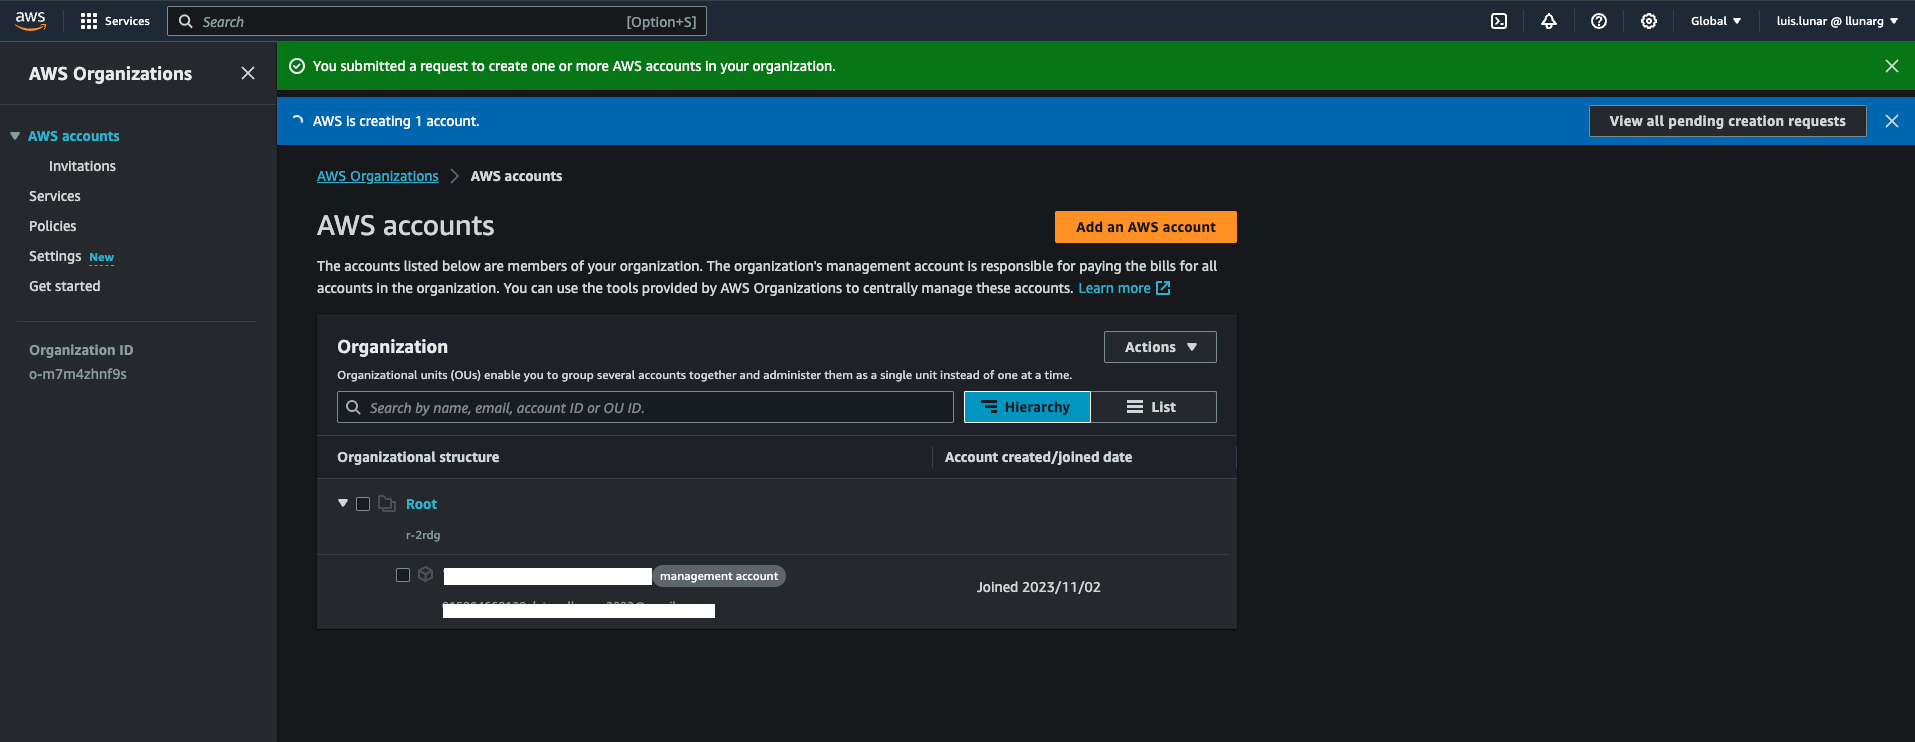 aws
Services
Search
[Option+S]
Global
luis.lunar @ llunarg
AWS Organizations
AWS accounts
Invitations
Services
Policies
Settings New
Get started
Organization ID
o-m7m4zhnf9s
You submitted a request to create one or more AWS accounts in your organization.
AWS is creating 1 account.
View all pending creation requests
AWS Organizations
AWS accounts
AWS accounts
Add an AWS account
The accounts listed below are members of your organization. The organization's management account is responsible for paying the bills for all
accounts in the organization. You can use the tools provided by AWS Organizations to centrally manage these accounts. Learn more
Organization
Actions
Organizational units (OUs) enable you to group several accounts together and administer them as a single unit instead of one at a time.
Search by name, email, account ID or OU ID.
Hierarchy
List
Organizational structure
Account created/joined date
Root
r-2rdg
management account
Joined 2023/11/02